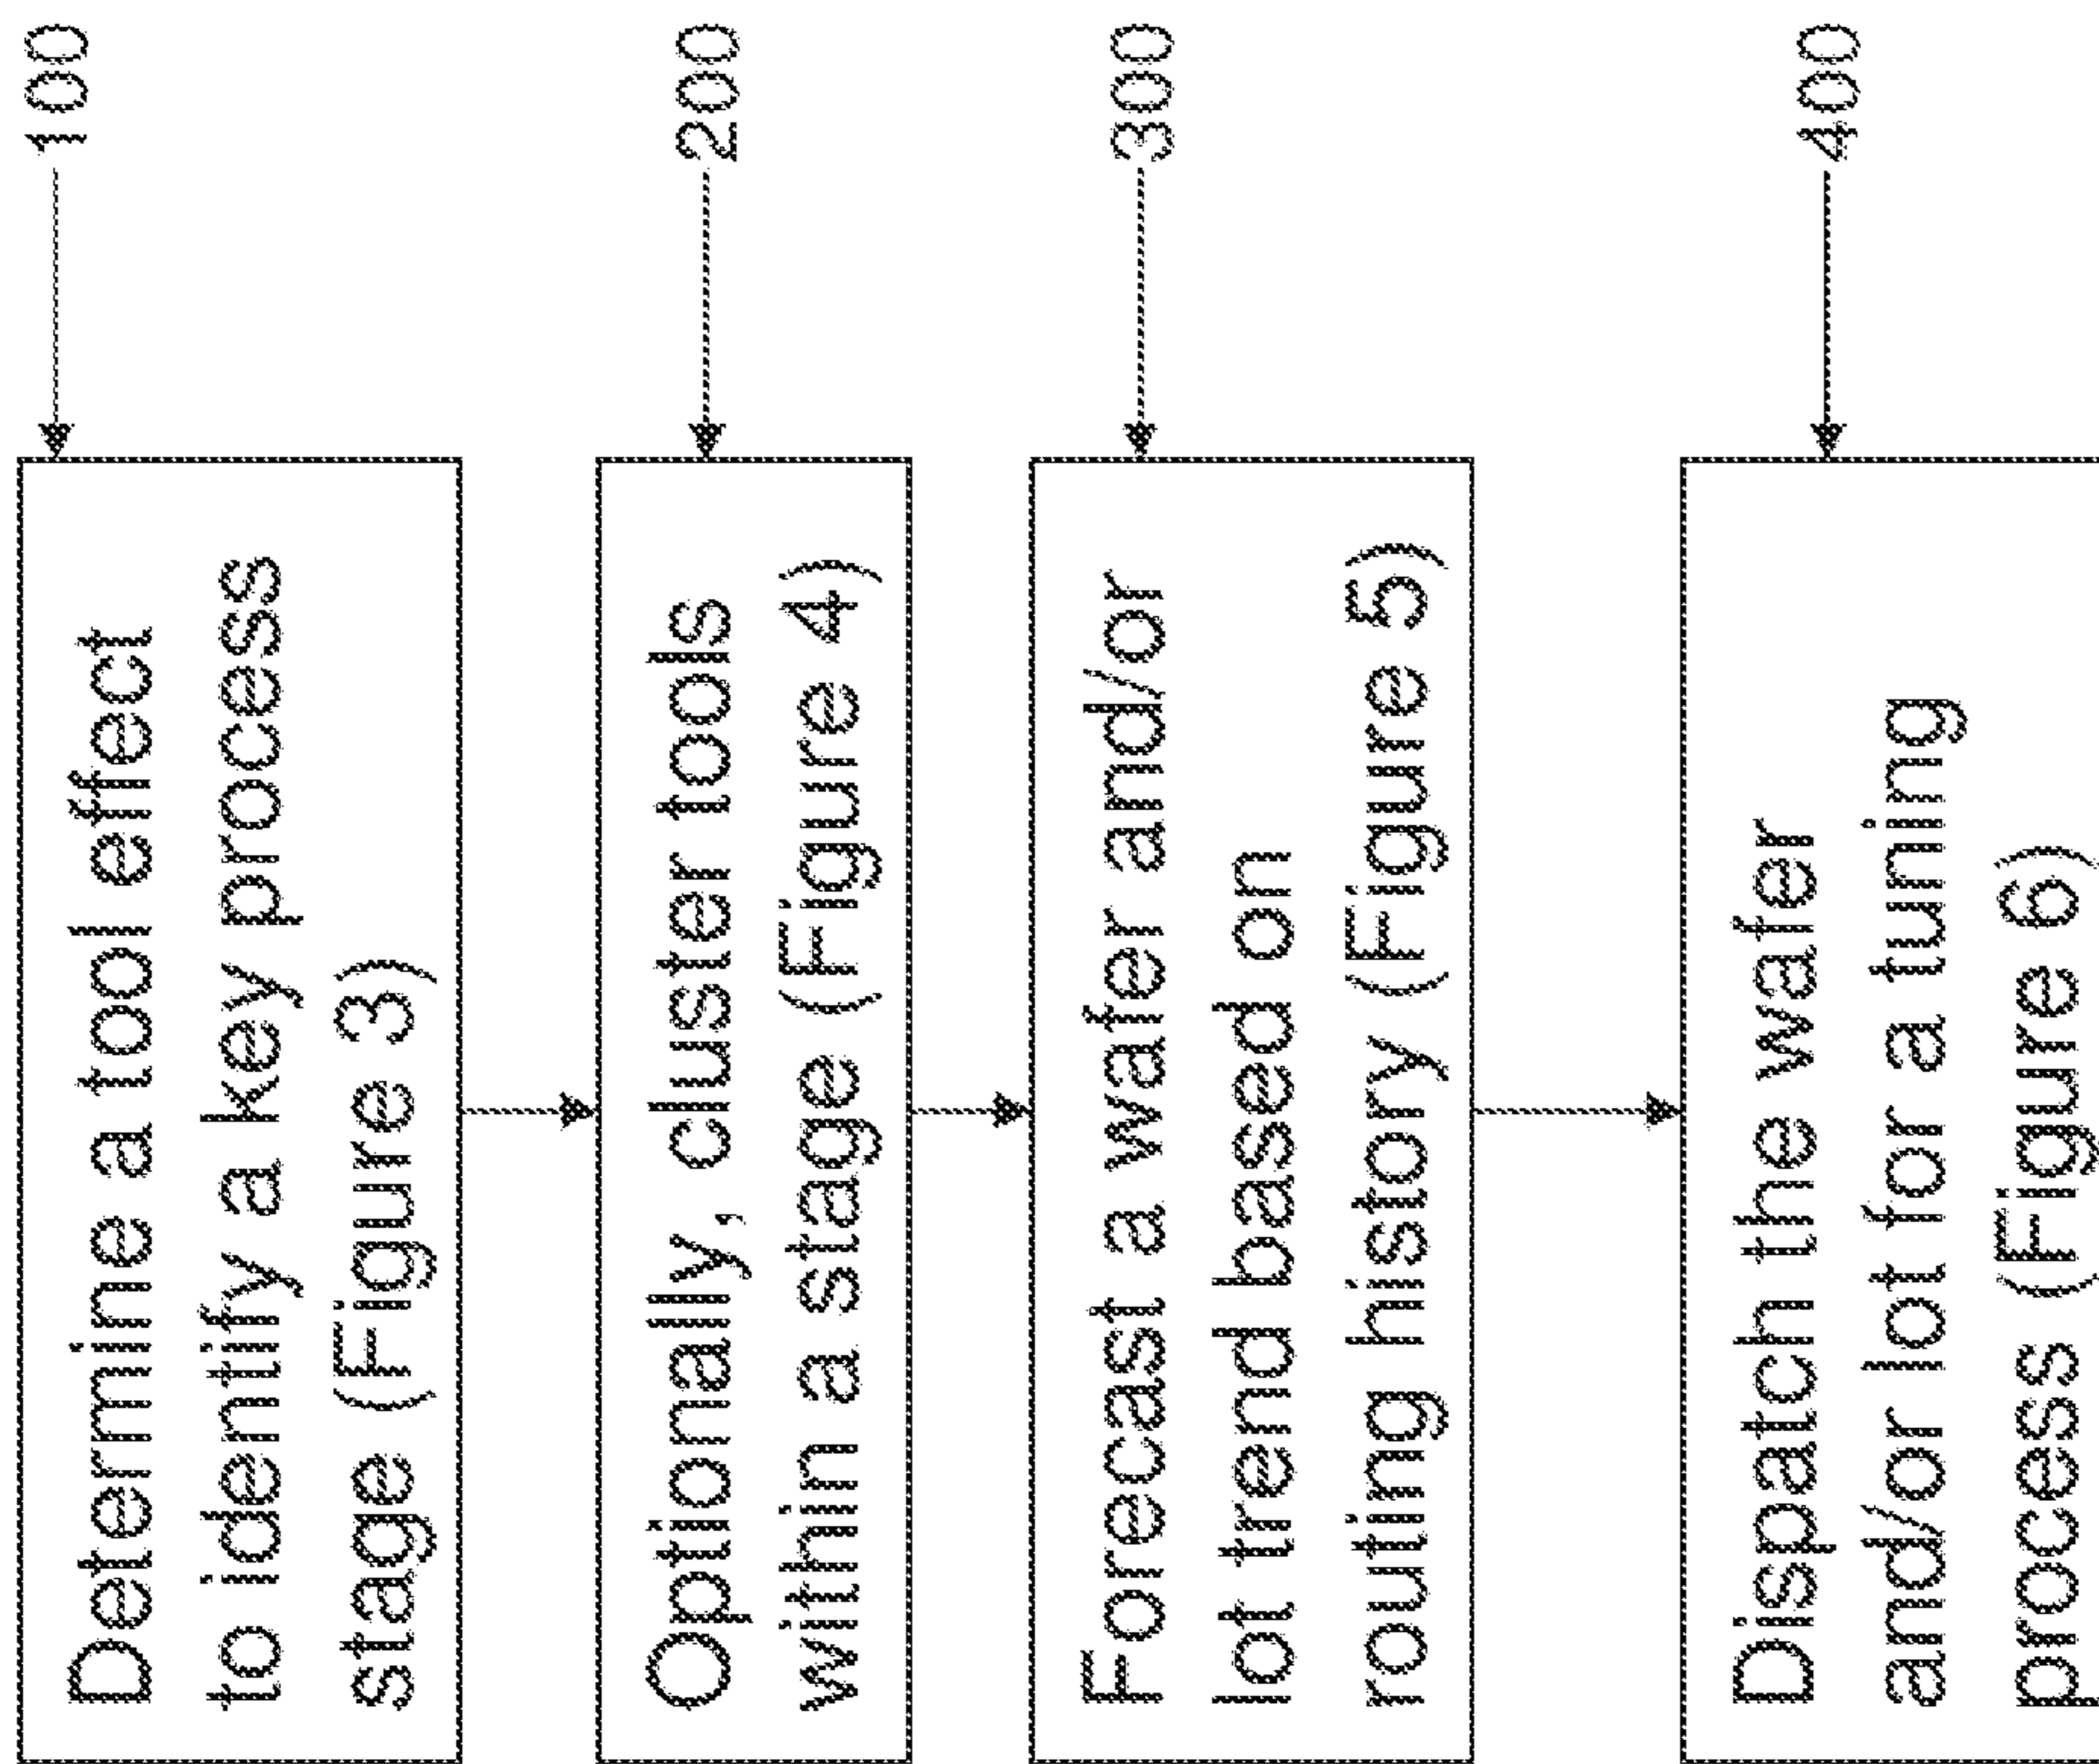 Determine a tool effect
to identify a key process
stage (Figure 3)
100
Optionally, cluster tools
within a stage (Figure 4)
200
Forecast a wafer and/or
lot trend based on
routing history (Figure 5)
300
Dispatch the wafer
and/or lot for a tuning
process (Figure 6)
400